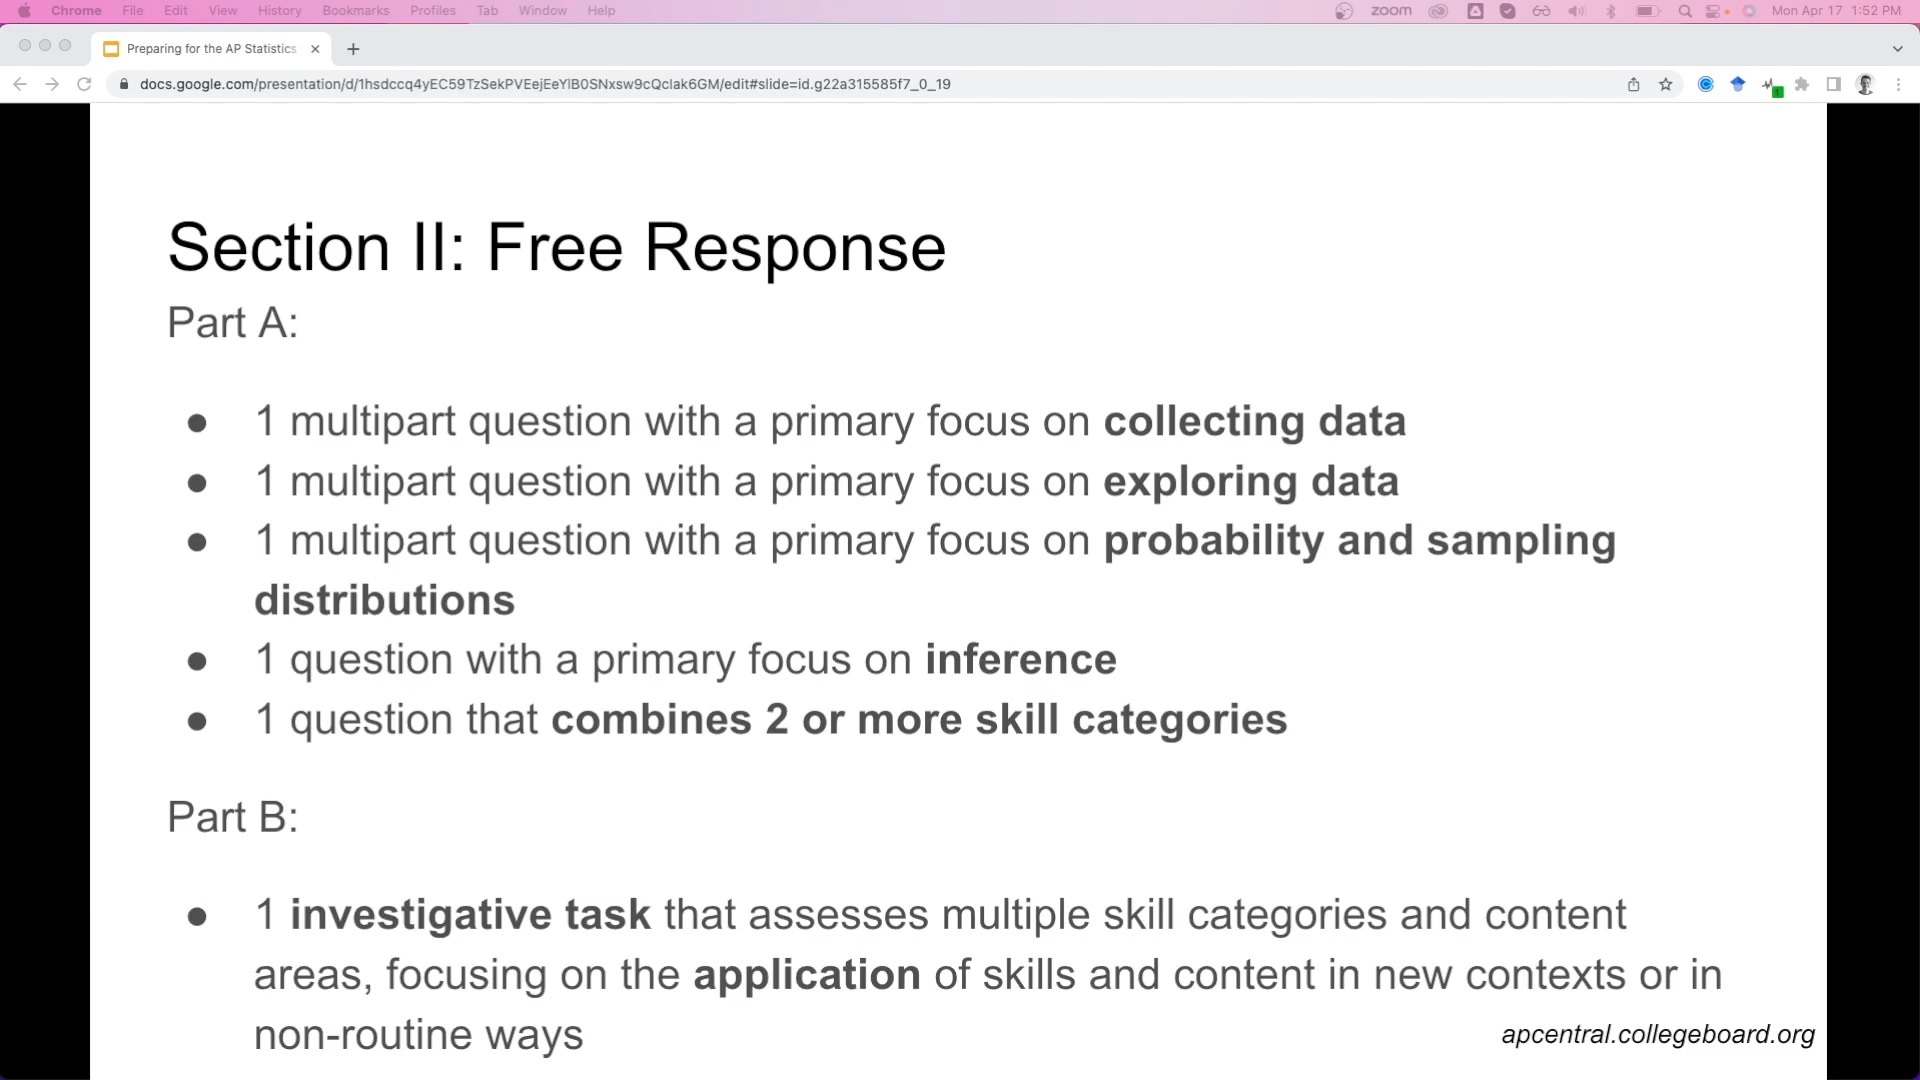 Chrome File Edit View History Bookmarks Profiles Tab Window Help zoom Mon Apr 17 1:52 PM
Preparing for the AP Statistics
docs.google.com/presentation/d/1hsdccq4yEC59TzSekPVEejEeYlB0SNxsw9cQclak6GM/edit#slide=id.g22a315585f7_0_19
Section II: Free Response
Part A:
● 1 multipart question with a primary focus on collecting data
● 1 multipart question with a primary focus on exploring data
● 1 multipart question with a primary focus on probability and sampling
distributions
● 1 question with a primary focus on inference
● 1 question that combines 2 or more skill categories
Part B:
● 1 investigative task that assesses multiple skill categories and content
areas, focusing on the application of skills and content in new contexts or in
non-routine ways
apcentral.collegeboard.org